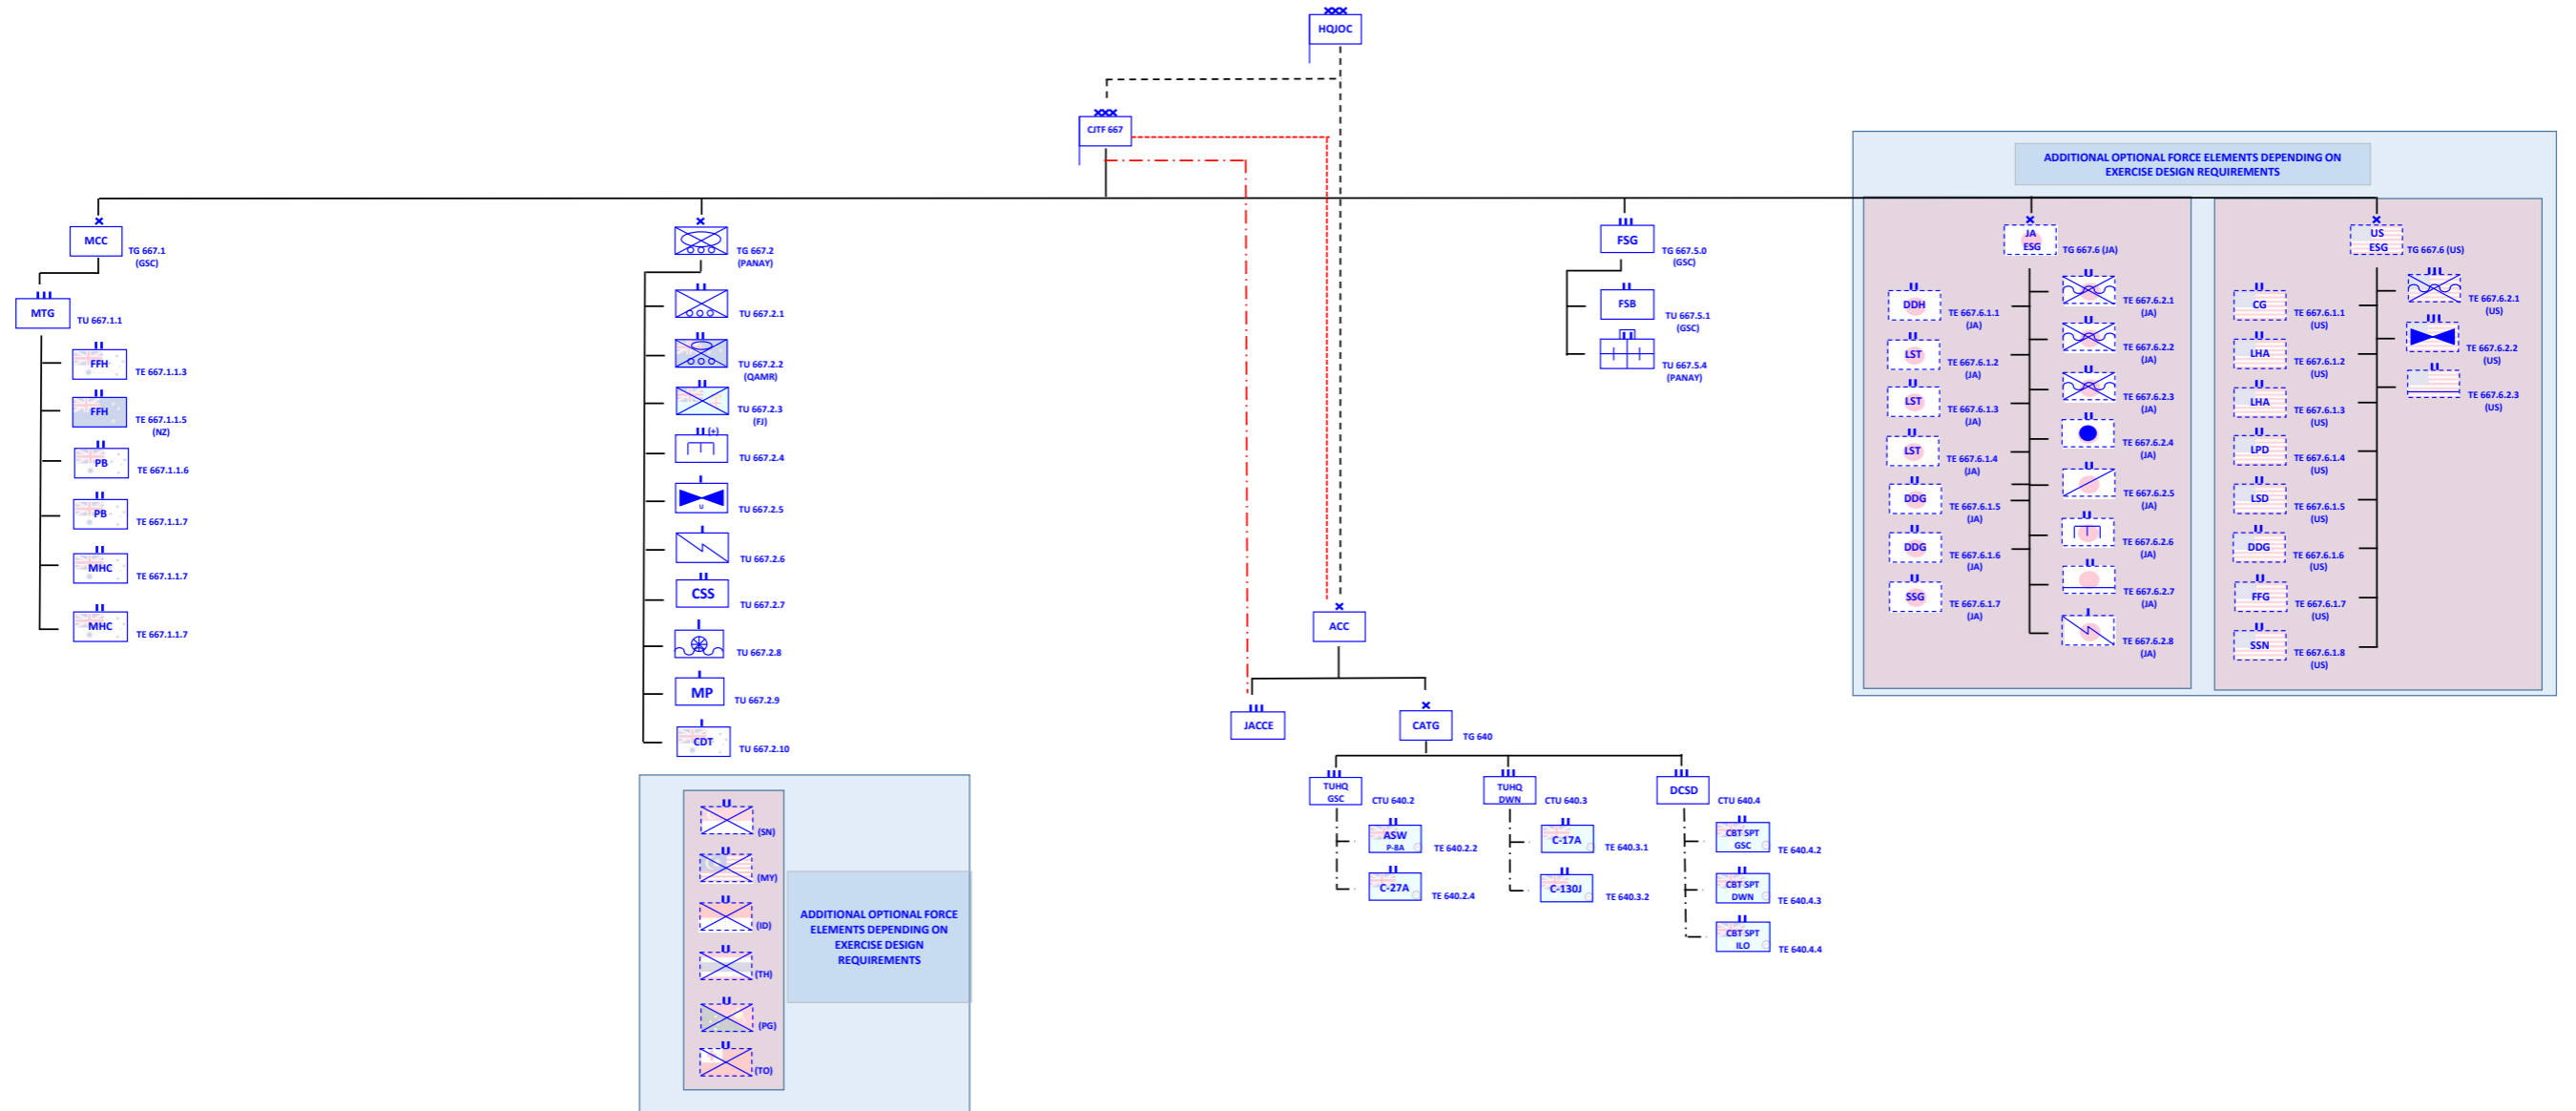 HQJOC
CJTF 667
ADDITIONAL OPTIONAL FORCE ELEMENTS DEPENDING ON
EXERCISE DESIGN REQUIREMENTS
MCC
TG 667.1
(GSC)
MTG
TU 667.1.1
FFH
TE 667.1.1.3
FFH
TE 667.1.1.5
(NZ)
PB
TE 667.1.1.6
PB
TE 667.1.1.7
MHC
TE 667.1.1.7
MHC
TE 667.1.1.7
TG 667.2
(PANAY)
TU 667.2.1
TU 667.2.2
(QAMR)
TU 667.2.3
(FJ)
(+)
TU 667.2.4
U
TU 667.2.5
TU 667.2.6
CSS
TU 667.2.7
TU 667.2.8
MP
TU 667.2.9
CDT
TU 667.2.10
(SN)
(MY)
(ID)
(TH)
(PG)
(TO)
ADDITIONAL OPTIONAL FORCE
ELEMENTS DEPENDING ON
EXERCISE DESIGN
REQUIREMENTS
ACC
JACCE
CATG
TG 640
TUHQ
GSC
CTU 640.2
ASW
P-8A
TE 640.2.2
C-27A
TE 640.2.4
TUHQ
DWN
CTU 640.3
C-17A
TE 640.3.1
C-130J
TE 640.3.2
DCSD
CTU 640.4
CBT SPT
GSC
TE 640.4.2
CBT SPT
DWN
TE 640.4.3
CBT SPT
ILO
TE 640.4.4
FSG
TG 667.5.0
(GSC)
FSB
TU 667.5.1
(GSC)
TU 667.5.4
(PANAY)
JA
ESG
TG 667.6 (JA)
DDH
TE 667.6.1.1
(JA)
LST
TE 667.6.1.2
(JA)
LST
TE 667.6.1.3
(JA)
LST
TE 667.6.1.4
(JA)
DDG
TE 667.6.1.5
(JA)
DDG
TE 667.6.1.6
(JA)
SSG
TE 667.6.1.7
(JA)
TE 667.6.2.1
(JA)
TE 667.6.2.2
(JA)
TE 667.6.2.3
(JA)
TE 667.6.2.4
(JA)
TE 667.6.2.5
(JA)
TE 667.6.2.6
(JA)
TE 667.6.2.7
(JA)
TE 667.6.2.8
(JA)
US
ESG
TG 667.6 (US)
CG
TE 667.6.1.1
(US)
LHA
TE 667.6.1.2
(US)
LHA
TE 667.6.1.3
(US)
LPD
TE 667.6.1.4
(US)
LSD
TE 667.6.1.5
(US)
DDG
TE 667.6.1.6
(US)
FFG
TE 667.6.1.7
(US)
SSN
TE 667.6.1.8
(US)
TE 667.6.2.1
(US)
TE 667.6.2.2
(US)
TE 667.6.2.3
(US)